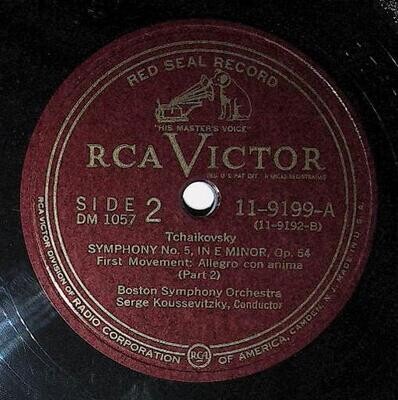 RED SEAL RECORD
"HIS MASTER'S VOICE"
RCA VICTOR
SIDE 2
DM 1057
11-9199-A
(11-9192-B)
Tchaikovsky
SYMPHONY No. 5, IN E MINOR, Op. 54
First Movement: Allegro con anima
(Part 2)
Boston Symphony Orchestra
Serge Koussevitzky, Conductor
RCA
RCA VICTOR DIVISION OF RADIO CORPORATION OF AMERICA, CAMDEN, N.J. MADE IN U.S.A.